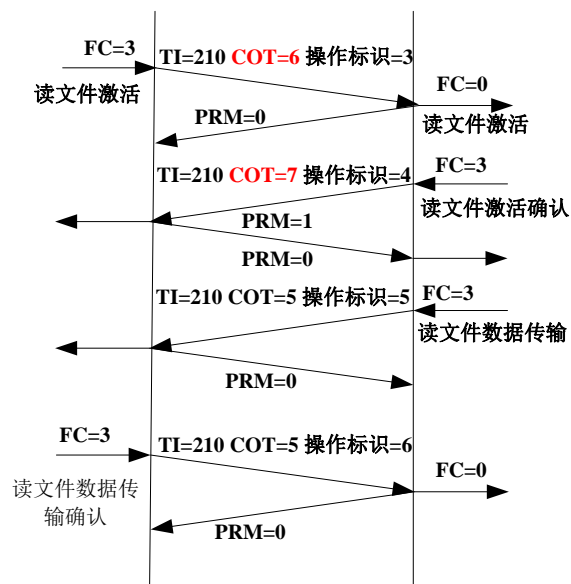 FC=3
TI=210 COT=6 操作标识=3
读文件激活
FC=0
PRM=0
读文件激活
TI=210 COT=7 操作标识=4
FC=3
读文件激活确认
PRM=1
PRM=0
TI=210 COT=5 操作标识=5
FC=3
读文件数据传输
PRM=0
FC=3
TI=210 COT=5 操作标识=6
FC=0
读文件数据传
输确认
PRM=0